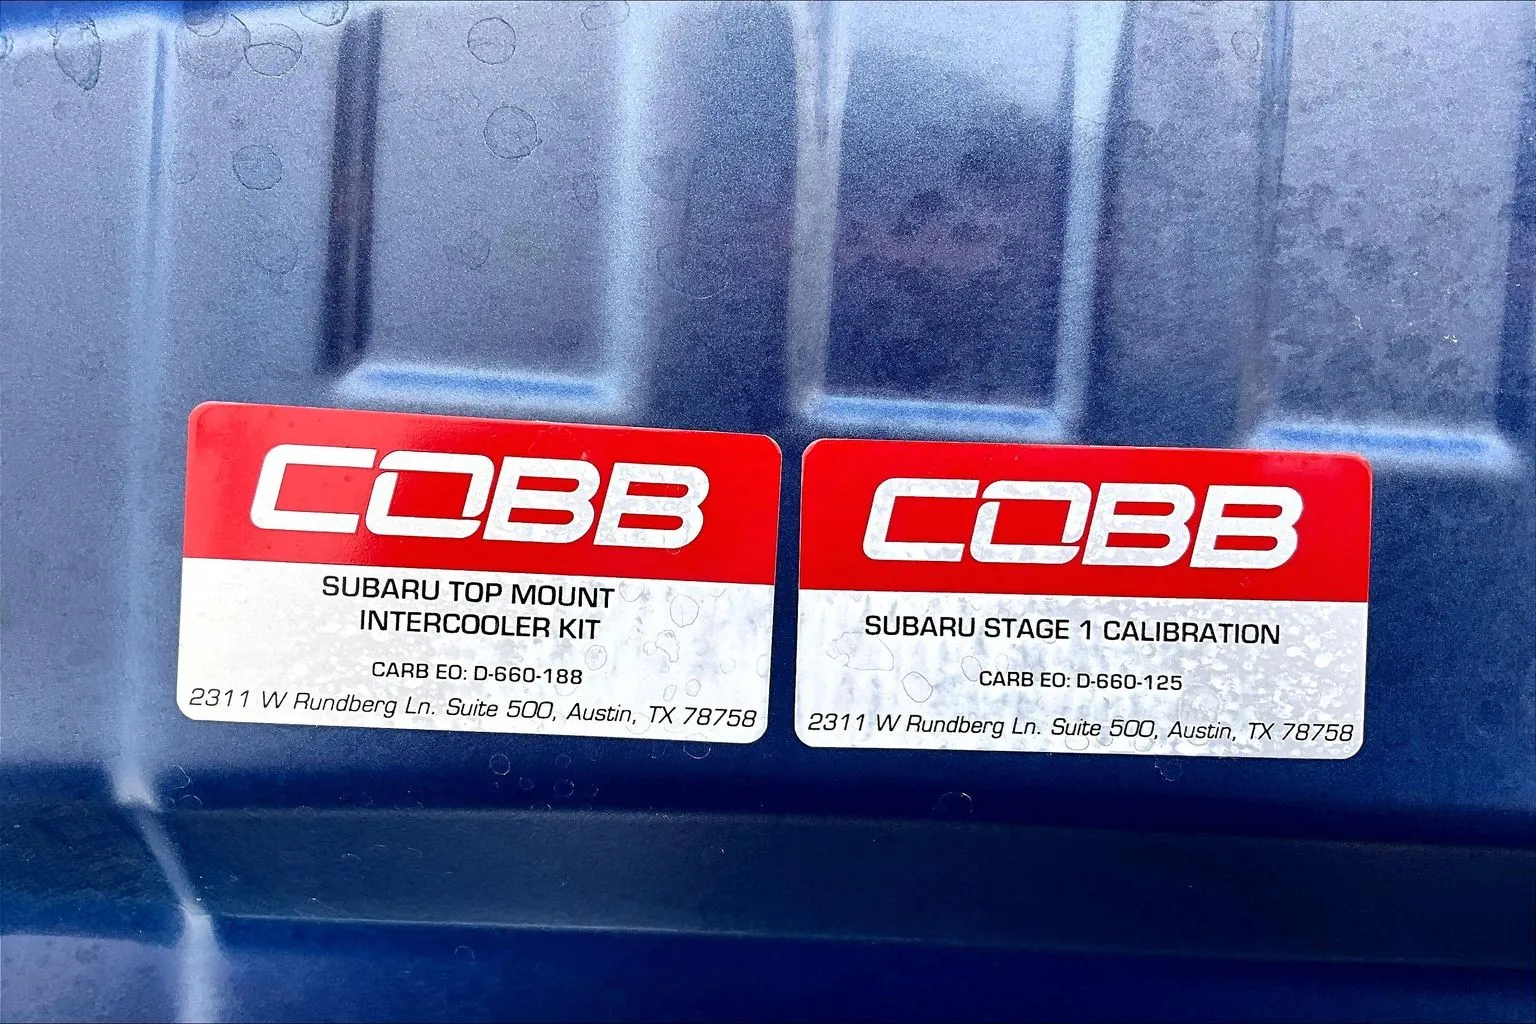 COBB
SUBARU TOP MOUNT
INTERCOOLER KIT
CARB EO: D-660-188
2311 W Rundberg Ln. Suite 500, Austin, TX 78758
COBB
SUBARU STAGE 1 CALIBRATION
CARB EO: D-660-125
2311 W Rundberg Ln. Suite 500, Austin, TX 78758